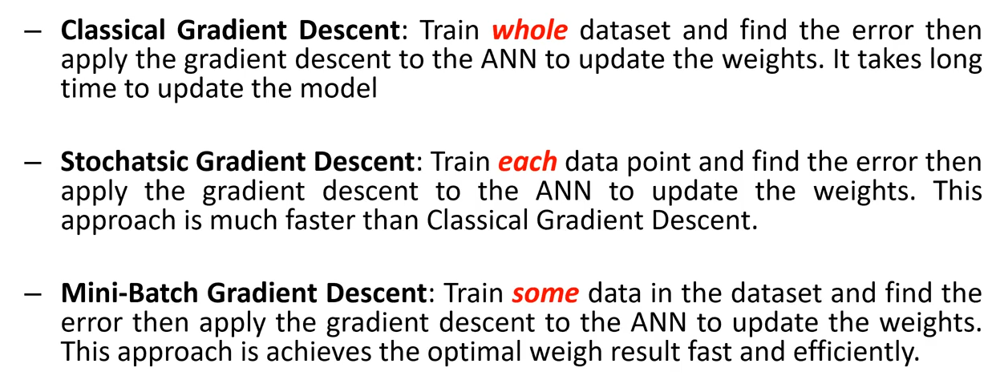 – Classical Gradient Descent: Train whole dataset and find the error then
apply the gradient descent to the ANN to update the weights. It takes long
time to update the model
– Stochatsic Gradient Descent: Train each data point and find the error then
apply the gradient descent to the ANN to update the weights. This
approach is much faster than Classical Gradient Descent.
– Mini-Batch Gradient Descent: Train some data in the dataset and find the
error then apply the gradient descent to the ANN to update the weights.
This approach is achieves the optimal weigh result fast and efficiently.